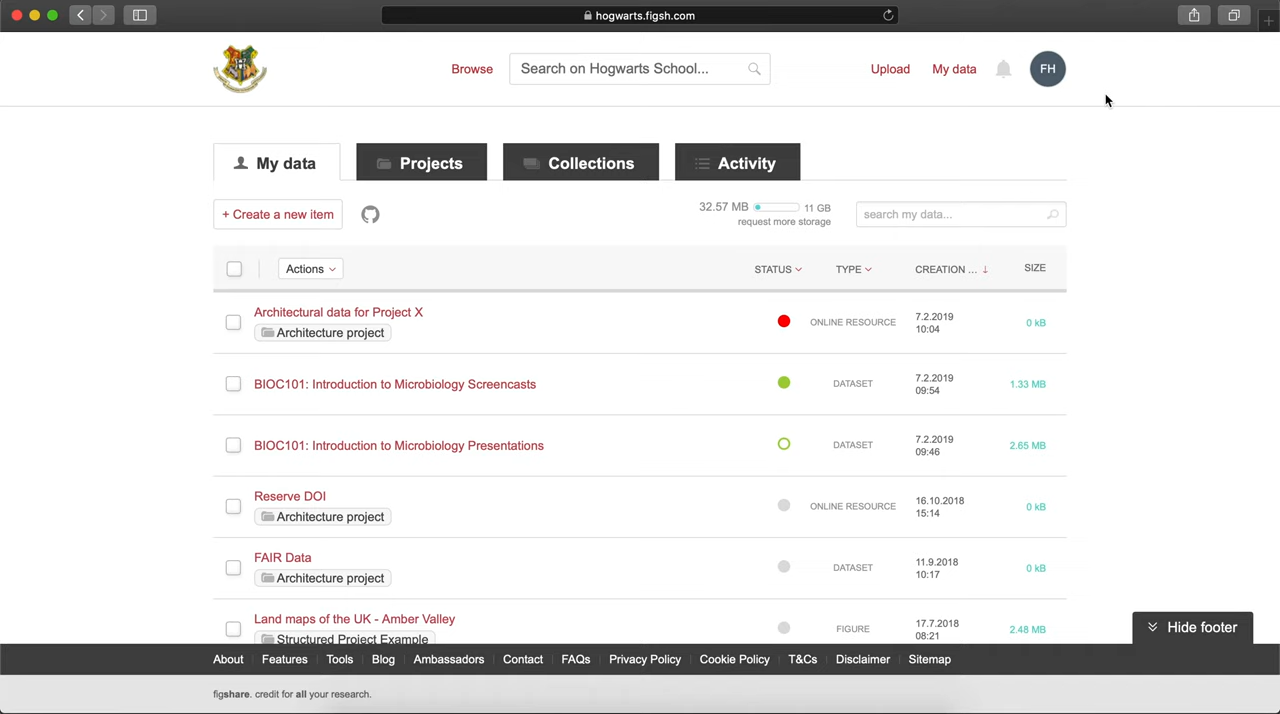 hogwarts.figsh.com
Browse
Search on Hogwarts School...
Upload
My data
FH
My data
Projects
Collections
Activity
+ Create a new item
32.57 MB
11 GB
request more storage
search my data...
Actions
STATUS
TYPE
CREATION ...
SIZE
Architectural data for Project X
Architecture project
ONLINE RESOURCE
7.2.2019
10:04
0 kB
BIOC101: Introduction to Microbiology Screencasts
DATASET
7.2.2019
09:54
1.33 MB
BIOC101: Introduction to Microbiology Presentations
DATASET
7.2.2019
09:46
2.65 MB
Reserve DOI
Architecture project
ONLINE RESOURCE
16.10.2018
15:14
0 kB
FAIR Data
Architecture project
DATASET
11.9.2018
10:17
0 kB
Land maps of the UK - Amber Valley
Structured Project Example
FIGURE
17.7.2018
08:21
2.48 MB
Hide footer
About Features Tools Blog Ambassadors Contact FAQs Privacy Policy Cookie Policy T&Cs Disclaimer Sitemap
figshare. credit for all your research.